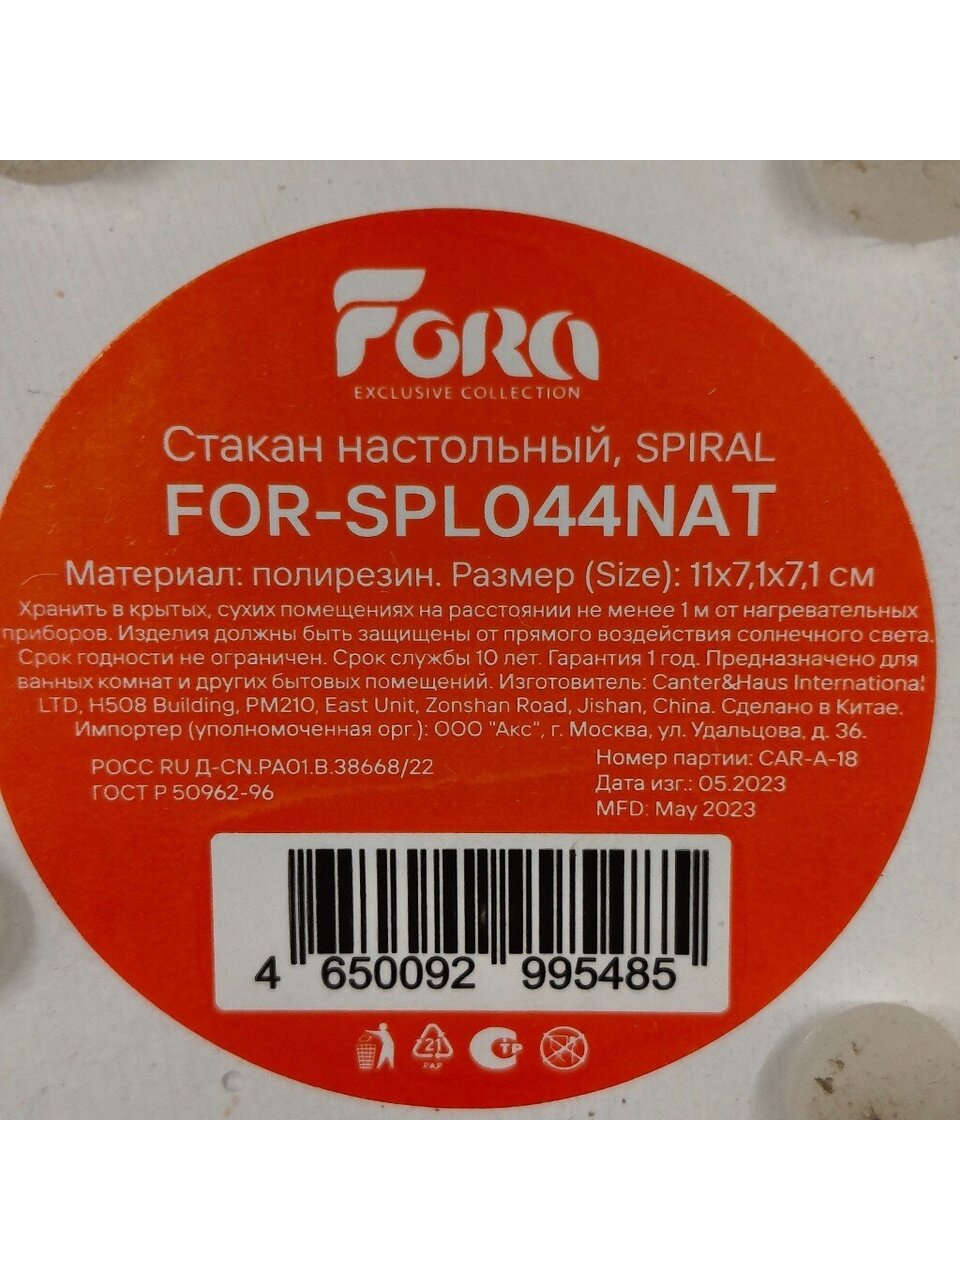 Fora
EXCLUSIVE COLLECTION
Стакан настольный, SPIRAL
FOR-SPL044NAT
Материал: полирезин. Размер (Size): 11x7,1x7,1 см
Хранить в крытых, сухих помещениях на расстоянии не менее 1 м от нагревательных
приборов. Изделия должны быть защищены от прямого воздействия солнечного света.
Срок годности не ограничен. Срок службы 10 лет. Гарантия 1 год. Предназначено для
ванных комнат и других бытовых помещений. Изготовитель: Canter&Haus International
LTD, H508 Building, PM210, East Unit, Zonshan Road, Jishan, China. Сделано в Китае.
Импортер (уполномоченная орг.): ООО "Акс", г. Москва, ул. Удальцова, д. 36.
РОСС RU Д-CN.РА01.В.38668/22
ГОСТ Р 50962-96
Номер партии: CAR-A-18
Дата изг.: 05.2023
MFD: May 2023
4 650092 995485
21
PAP
СТР